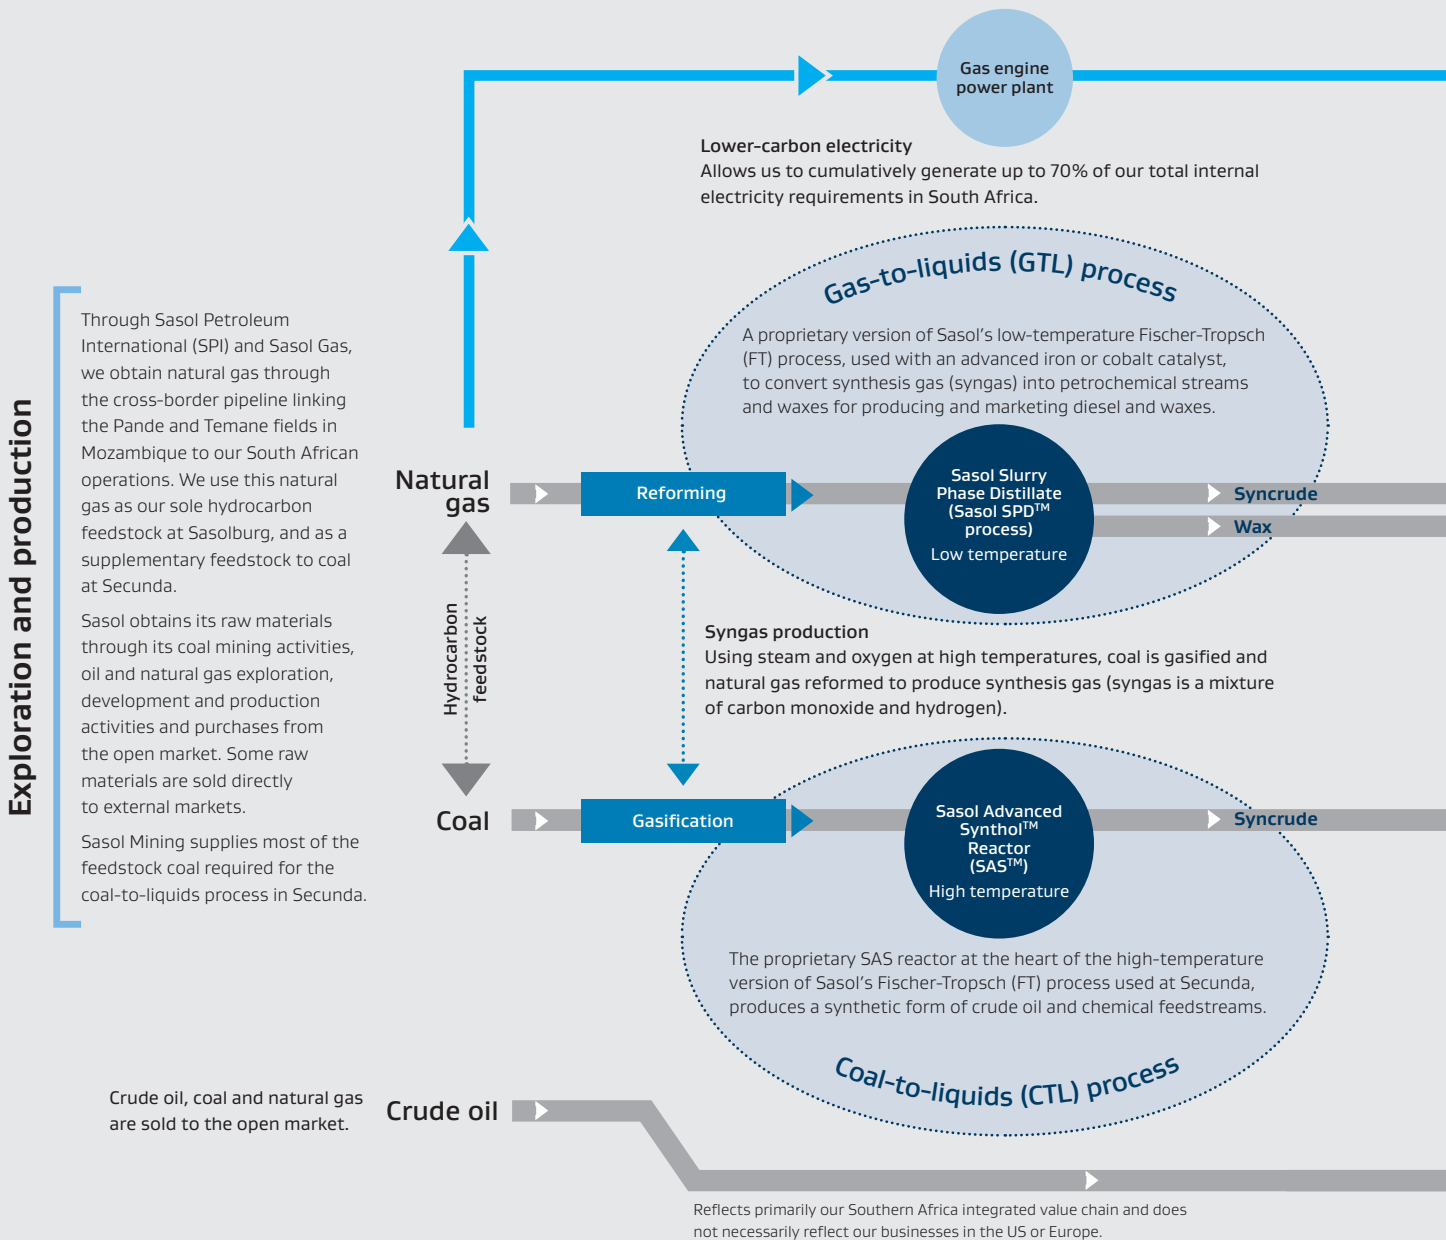 Exploration and production
Through Sasol Petroleum
International (SPI) and Sasol Gas,
we obtain natural gas through
the cross-border pipeline linking
the Pande and Temane fields in
Mozambique to our South African
operations. We use this natural
gas as our sole hydrocarbon
feedstock at Sasolburg, and as a
supplementary feedstock to coal
at Secunda.
Sasol obtains its raw materials
through its coal mining activities,
oil and natural gas exploration,
development and production
activities and purchases from
the open market. Some raw
materials are sold directly
to external markets.
Sasol Mining supplies most of the
feedstock coal required for the
coal-to-liquids process in Secunda.
Crude oil, coal and natural gas
are sold to the open market.
Gas engine
power plant
Lower-carbon electricity
Allows us to cumulatively generate up to 70% of our total internal
electricity requirements in South Africa.
Gas-to-liquids (GTL) process
A proprietary version of Sasol's low-temperature Fischer-Tropsch
(FT) process, used with an advanced iron or cobalt catalyst,
to convert synthesis gas (syngas) into petrochemical streams
and waxes for producing and marketing diesel and waxes.
Natural
gas
Reforming
Sasol Slurry
Phase Distillate
(Sasol SPD™
process)
Low temperature
Syncrude
Wax
Hydrocarbon
feedstock
Syngas production
Using steam and oxygen at high temperatures, coal is gasified and
natural gas reformed to produce synthesis gas (syngas is a mixture
of carbon monoxide and hydrogen).
Coal
Gasification
Sasol Advanced
Synthol™
Reactor
(SAS™)
High temperature
Syncrude
The proprietary SAS reactor at the heart of the high-temperature
version of Sasol's Fischer-Tropsch (FT) process used at Secunda,
produces a synthetic form of crude oil and chemical feedstreams.
Coal-to-liquids (CTL) process
Crude oil
Reflects primarily our Southern Africa integrated value chain and does
not necessarily reflect our businesses in the US or Europe.